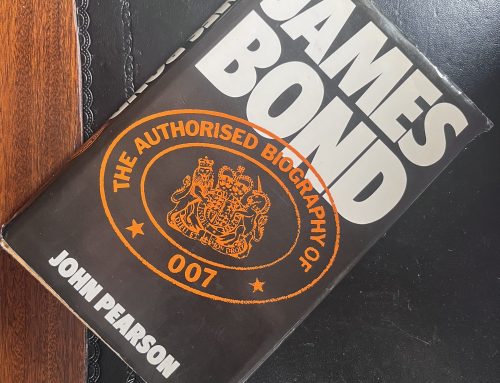 JAMES
BOND
THE AUTHORISED BIOGRAPHY OF
007
JOHN PEARSON